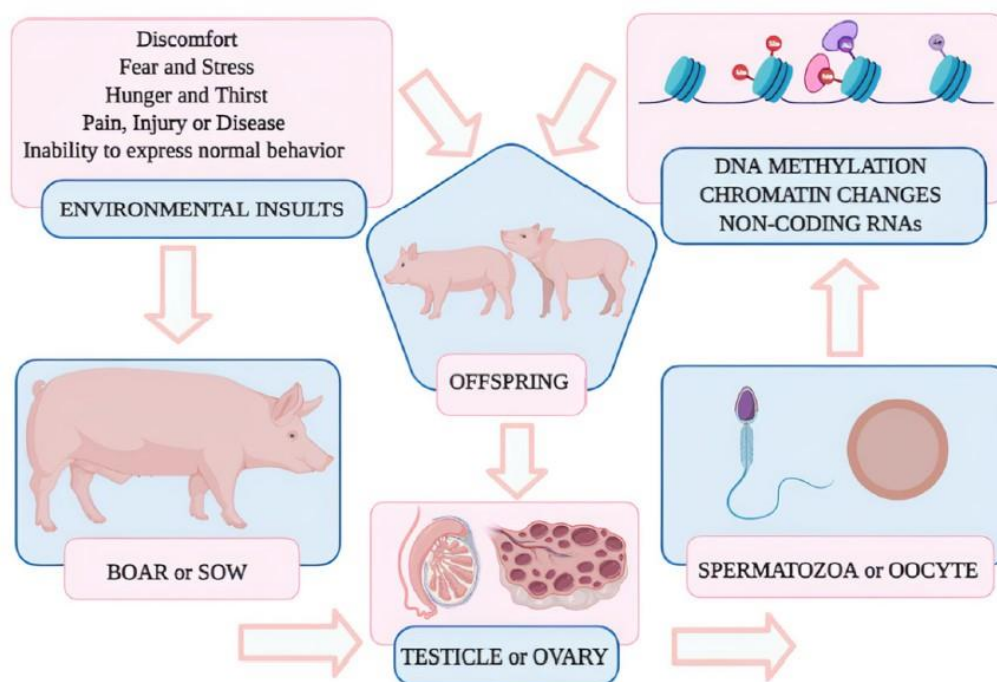 Discomfort
Fear and Stress
Hunger and Thirst
Pain, Injury or Disease
Inability to express normal behavior
ENVIRONMENTAL INSULTS
DNA METHYLATION
CHROMATIN CHANGES
NON-CODING RNAs
OFFSPRING
BOAR or SOW
TESTICLE or OVARY
SPERMATOZOA or OOCYTE